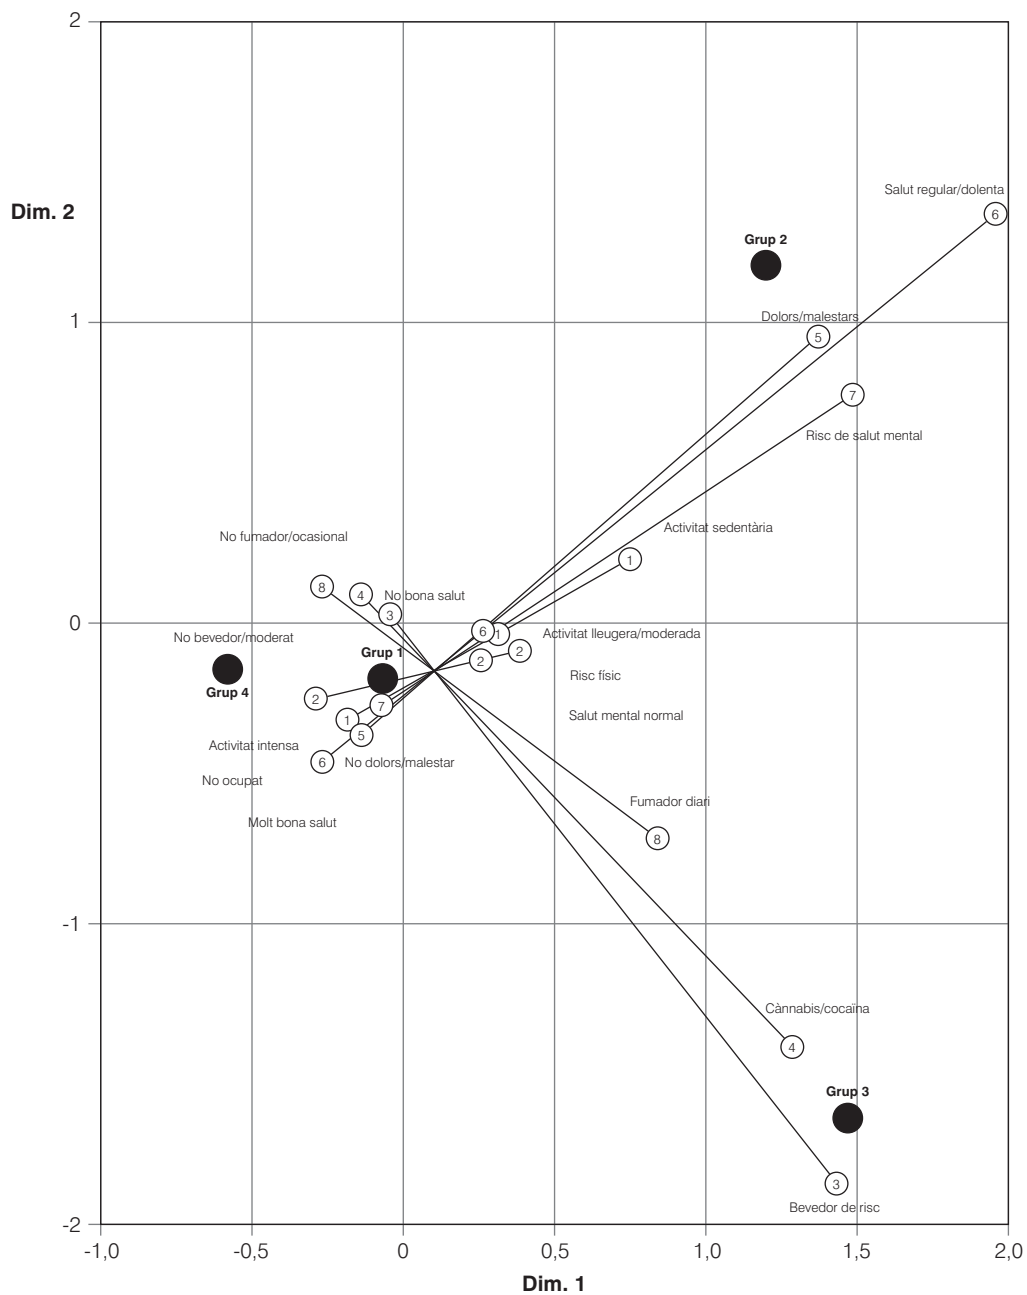 2
Salut regular/dolenta
Dim. 2
6
Grup 2
1
Dolors/malestars
5
7
Risc de salut mental
Activitat sedentària
No fumador/ocasional
1
8
4
No bona salut
3
0
6
1
Activitat lleugera/moderada
No bevedor/moderat
Grup 1
2
2
Risc físic
Grup 4
2
7
1
Salut mental normal
5
Activitat intensa
6
No dolors/malestar
No ocupat
Fumador diari
Molt bona salut
8
-1
Cànnabis/cocaïna
4
Grup 3
3
Bevedor de risc
-2
-1,0
-0,5
0
0,5
1,0
1,5
2,0
Dim. 1